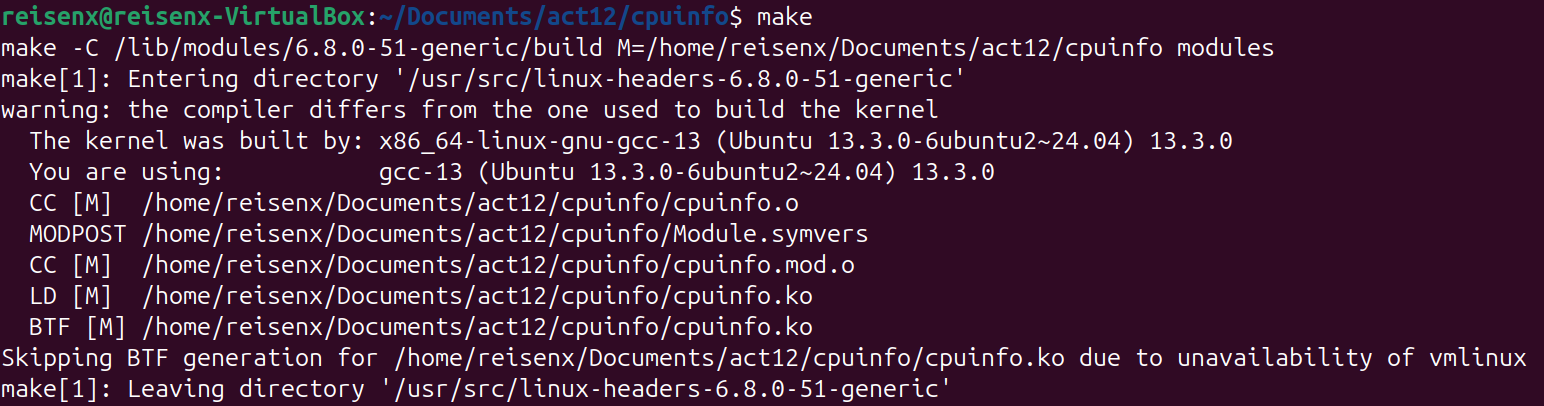 reisenx@reisenx-VirtualBox:~/Documents/act12/cpuinfo$ make
make -C /lib/modules/6.8.0-51-generic/build M=/home/reisenx/Documents/act12/cpuinfo modules
make[1]: Entering directory '/usr/src/linux-headers-6.8.0-51-generic'
warning: the compiler differs from the one used to build the kernel
  The kernel was built by: x86_64-linux-gnu-gcc-13 (Ubuntu 13.3.0-6ubuntu2~24.04) 13.3.0
  You are using:           gcc-13 (Ubuntu 13.3.0-6ubuntu2~24.04) 13.3.0
  CC [M]  /home/reisenx/Documents/act12/cpuinfo/cpuinfo.o
  MODPOST /home/reisenx/Documents/act12/cpuinfo/Module.symvers
  CC [M]  /home/reisenx/Documents/act12/cpuinfo/cpuinfo.mod.o
  LD [M]  /home/reisenx/Documents/act12/cpuinfo/cpuinfo.ko
  BTF [M] /home/reisenx/Documents/act12/cpuinfo/cpuinfo.ko
Skipping BTF generation for /home/reisenx/Documents/act12/cpuinfo/cpuinfo.ko due to unavailability of vmlinux
make[1]: Leaving directory '/usr/src/linux-headers-6.8.0-51-generic'